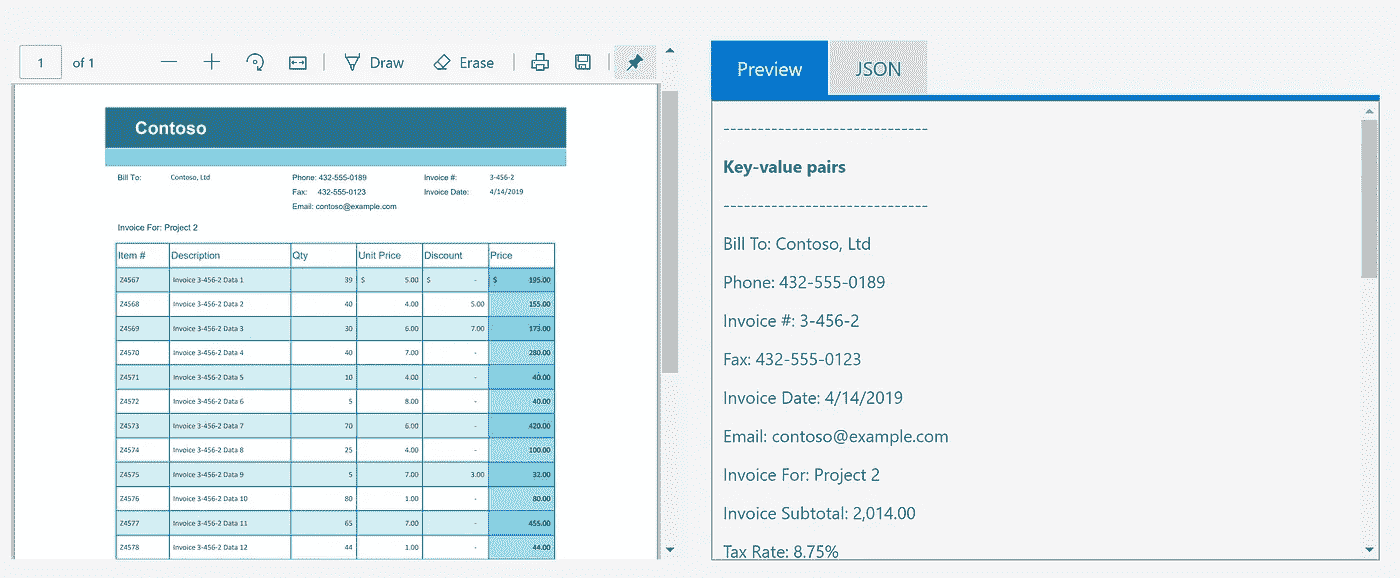 1 of 1 Draw Erase
Contoso
Bill To: Contoso, Ltd Phone: 432-555-0189 Invoice #: 3-456-2
Fax: 432-555-0123 Invoice Date: 4/14/2019
Email: contoso@example.com
Invoice For: Project 2
Item # Description Qty Unit Price Discount Price
Z4567 Invoice 3-456-2 Data 1 39 $ 5.00 $ - $ 195.00
Z4568 Invoice 3-456-2 Data 2 40 4.00 5.00 155.00
Z4569 Invoice 3-456-2 Data 3 30 6.00 7.00 173.00
Z4570 Invoice 3-456-2 Data 4 40 7.00 - 280.00
Z4571 Invoice 3-456-2 Data 5 10 4.00 - 40.00
Z4572 Invoice 3-456-2 Data 6 5 8.00 - 40.00
Z4573 Invoice 3-456-2 Data 7 70 6.00 - 420.00
Z4574 Invoice 3-456-2 Data 8 25 4.00 - 100.00
Z4575 Invoice 3-456-2 Data 9 5 7.00 3.00 32.00
Z4576 Invoice 3-456-2 Data 10 80 1.00 - 80.00
Z4577 Invoice 3-456-2 Data 11 65 7.00 - 455.00
Z4578 Invoice 3-456-2 Data 12 44 1.00 - 44.00
Preview JSON
------------------------------
Key-value pairs
------------------------------
Bill To: Contoso, Ltd
Phone: 432-555-0189
Invoice #: 3-456-2
Fax: 432-555-0123
Invoice Date: 4/14/2019
Email: contoso@example.com
Invoice For: Project 2
Invoice Subtotal: 2,014.00
Tax Rate: 8.75%